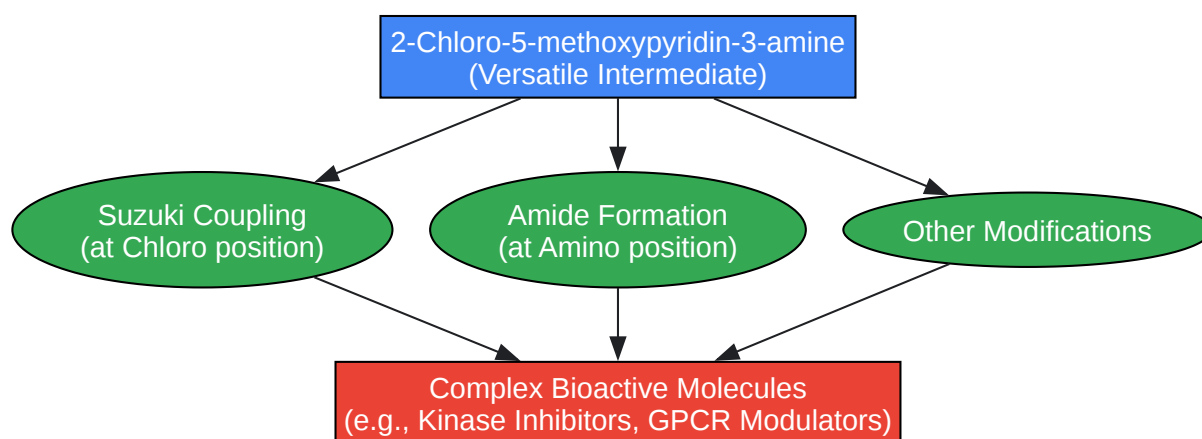 2-Chloro-5-methoxypyridin-3-amine
(Versatile Intermediate)
Suzuki Coupling
(at Chloro position)
Amide Formation
(at Amino position)
Other Modifications
Complex Bioactive Molecules
(e.g., Kinase Inhibitors, GPCR Modulators)